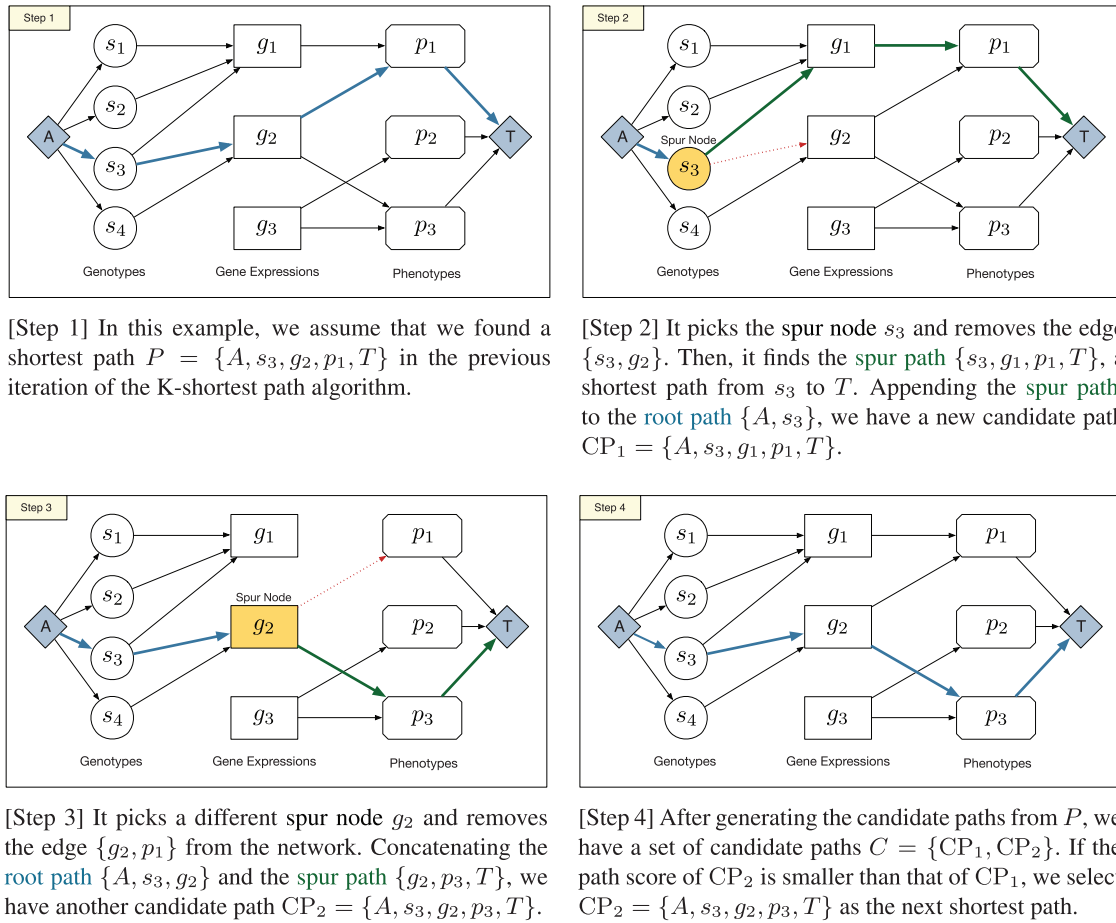 Step 1
s1
g1
p1
s2
A
g2
p2
T
s3
s4
g3
p3
Genotypes
Gene Expressions
Phenotypes
[Step 1] In this example, we assume that we found a
shortest path P = {A, s3, g2, p1, T} in the previous
iteration of the K-shortest path algorithm.
Step 2
s1
g1
p1
s2
A
g2
p2
T
Spur Node
s3
s4
g3
p3
Genotypes
Gene Expressions
Phenotypes
[Step 2] It picks the spur node s3 and removes the edge
{s3, g2}. Then, it finds the spur path {s3, g1, p1, T}, a
shortest path from s3 to T. Appending the spur path
to the root path {A, s3}, we have a new candidate path
CP1 = {A, s3, g1, p1, T}.
Step 3
s1
g1
p1
s2
Spur Node
A
g2
p2
T
s3
s4
g3
p3
Genotypes
Gene Expressions
Phenotypes
[Step 3] It picks a different spur node g2 and removes
the edge {g2, p1} from the network. Concatenating the
root path {A, s3, g2} and the spur path {g2, p3, T}, we
have another candidate path CP2 = {A, s3, g2, p3, T}.
Step 4
s1
g1
p1
s2
A
g2
p2
T
s3
s4
g3
p3
Genotypes
Gene Expressions
Phenotypes
[Step 4] After generating the candidate paths from P, we
have a set of candidate paths C = {CP1, CP2}. If the
path score of CP2 is smaller than that of CP1, we select
CP2 = {A, s3, g2, p3, T} as the next shortest path.